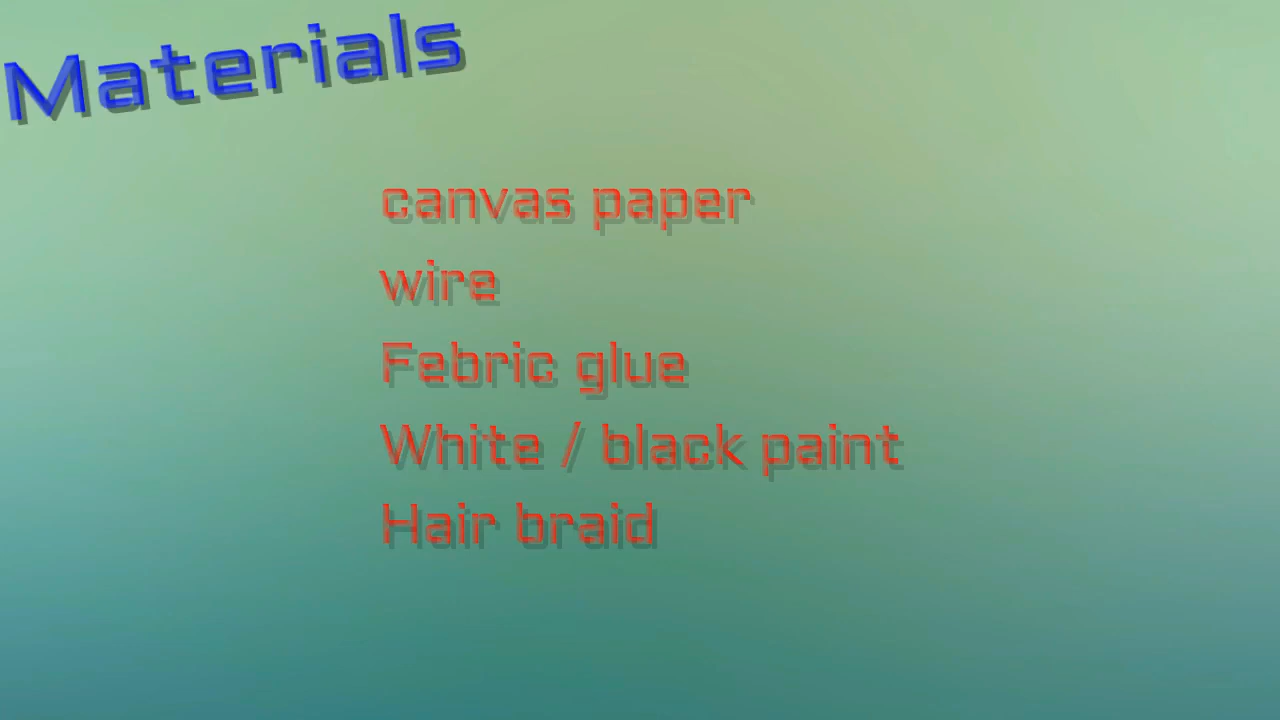 Materials
canvas paper
wire
Febric glue
White / black paint
Hair braid